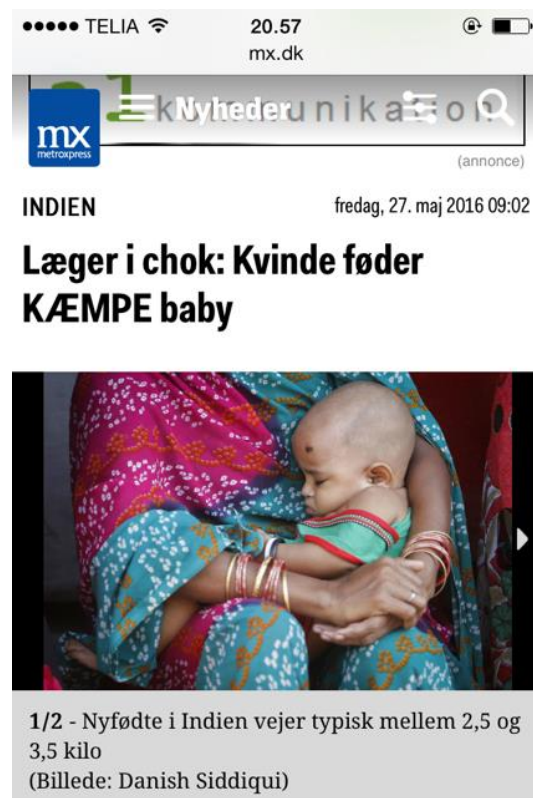 TELIA 20.57
mx.dk
Nyheder
1kommunikation
mx
metroxpress
(annonce)
INDIEN fredag, 27. maj 2016 09:02
Læger i chok: Kvinde føder
KÆMPE baby
1/2 - Nyfødte i Indien vejer typisk mellem 2,5 og
3,5 kilo
(Billede: Danish Siddiqui)